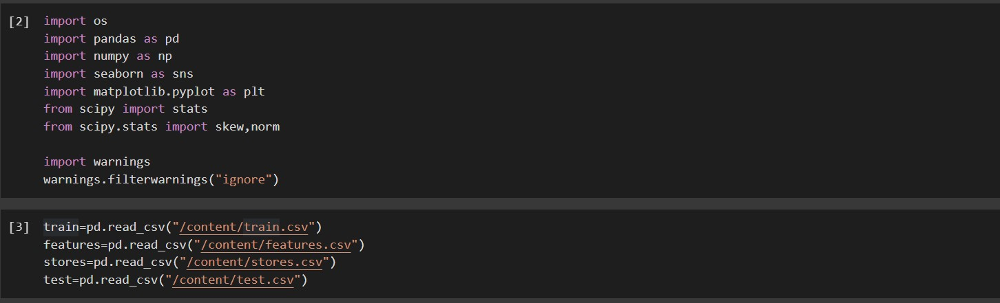 [2] import os
import pandas as pd
import numpy as np
import seaborn as sns
import matplotlib.pyplot as plt
from scipy import stats
from scipy.stats import skew,norm
import warnings
warnings.filterwarnings("ignore")
[3] train=pd.read_csv("/content/train.csv")
features=pd.read_csv("/content/features.csv")
stores=pd.read_csv("/content/stores.csv")
test=pd.read_csv("/content/test.csv")